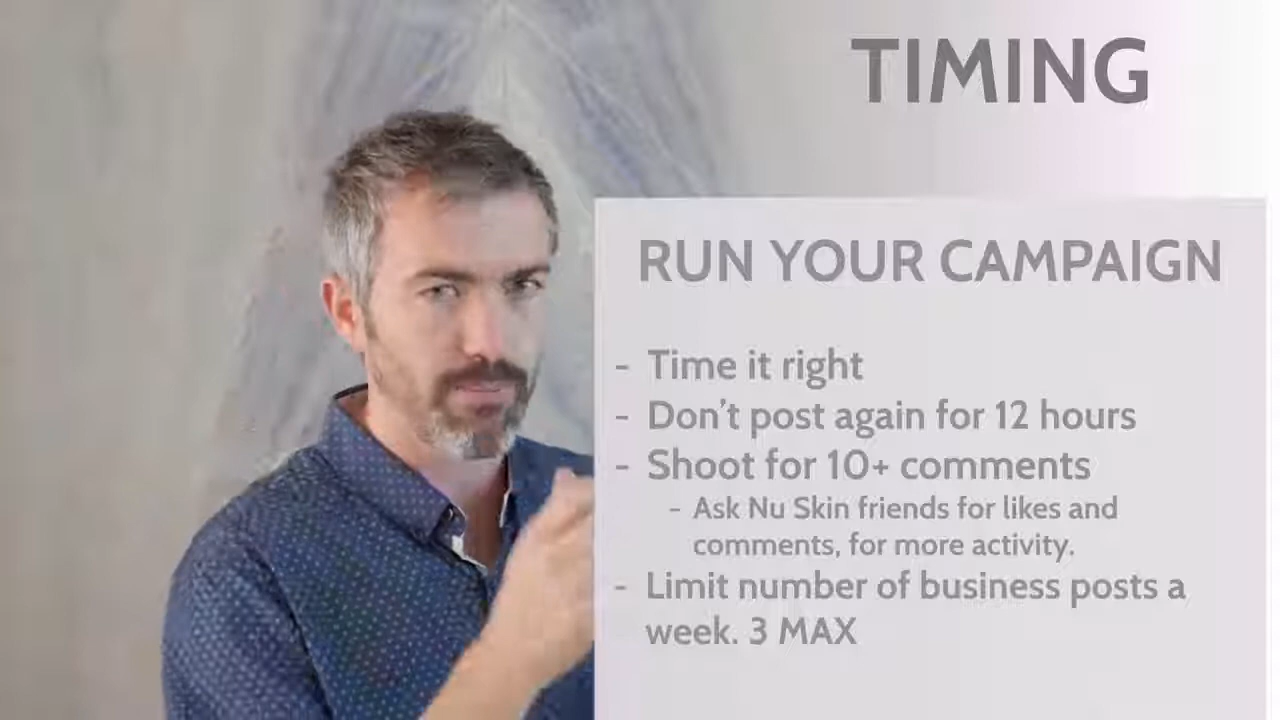 TIMING
RUN YOUR CAMPAIGN
- Time it right
- Don't post again for 12 hours
- Shoot for 10+ comments
- Ask Nu Skin friends for likes and
comments, for more activity.
- Limit number of business posts a
week. 3 MAX